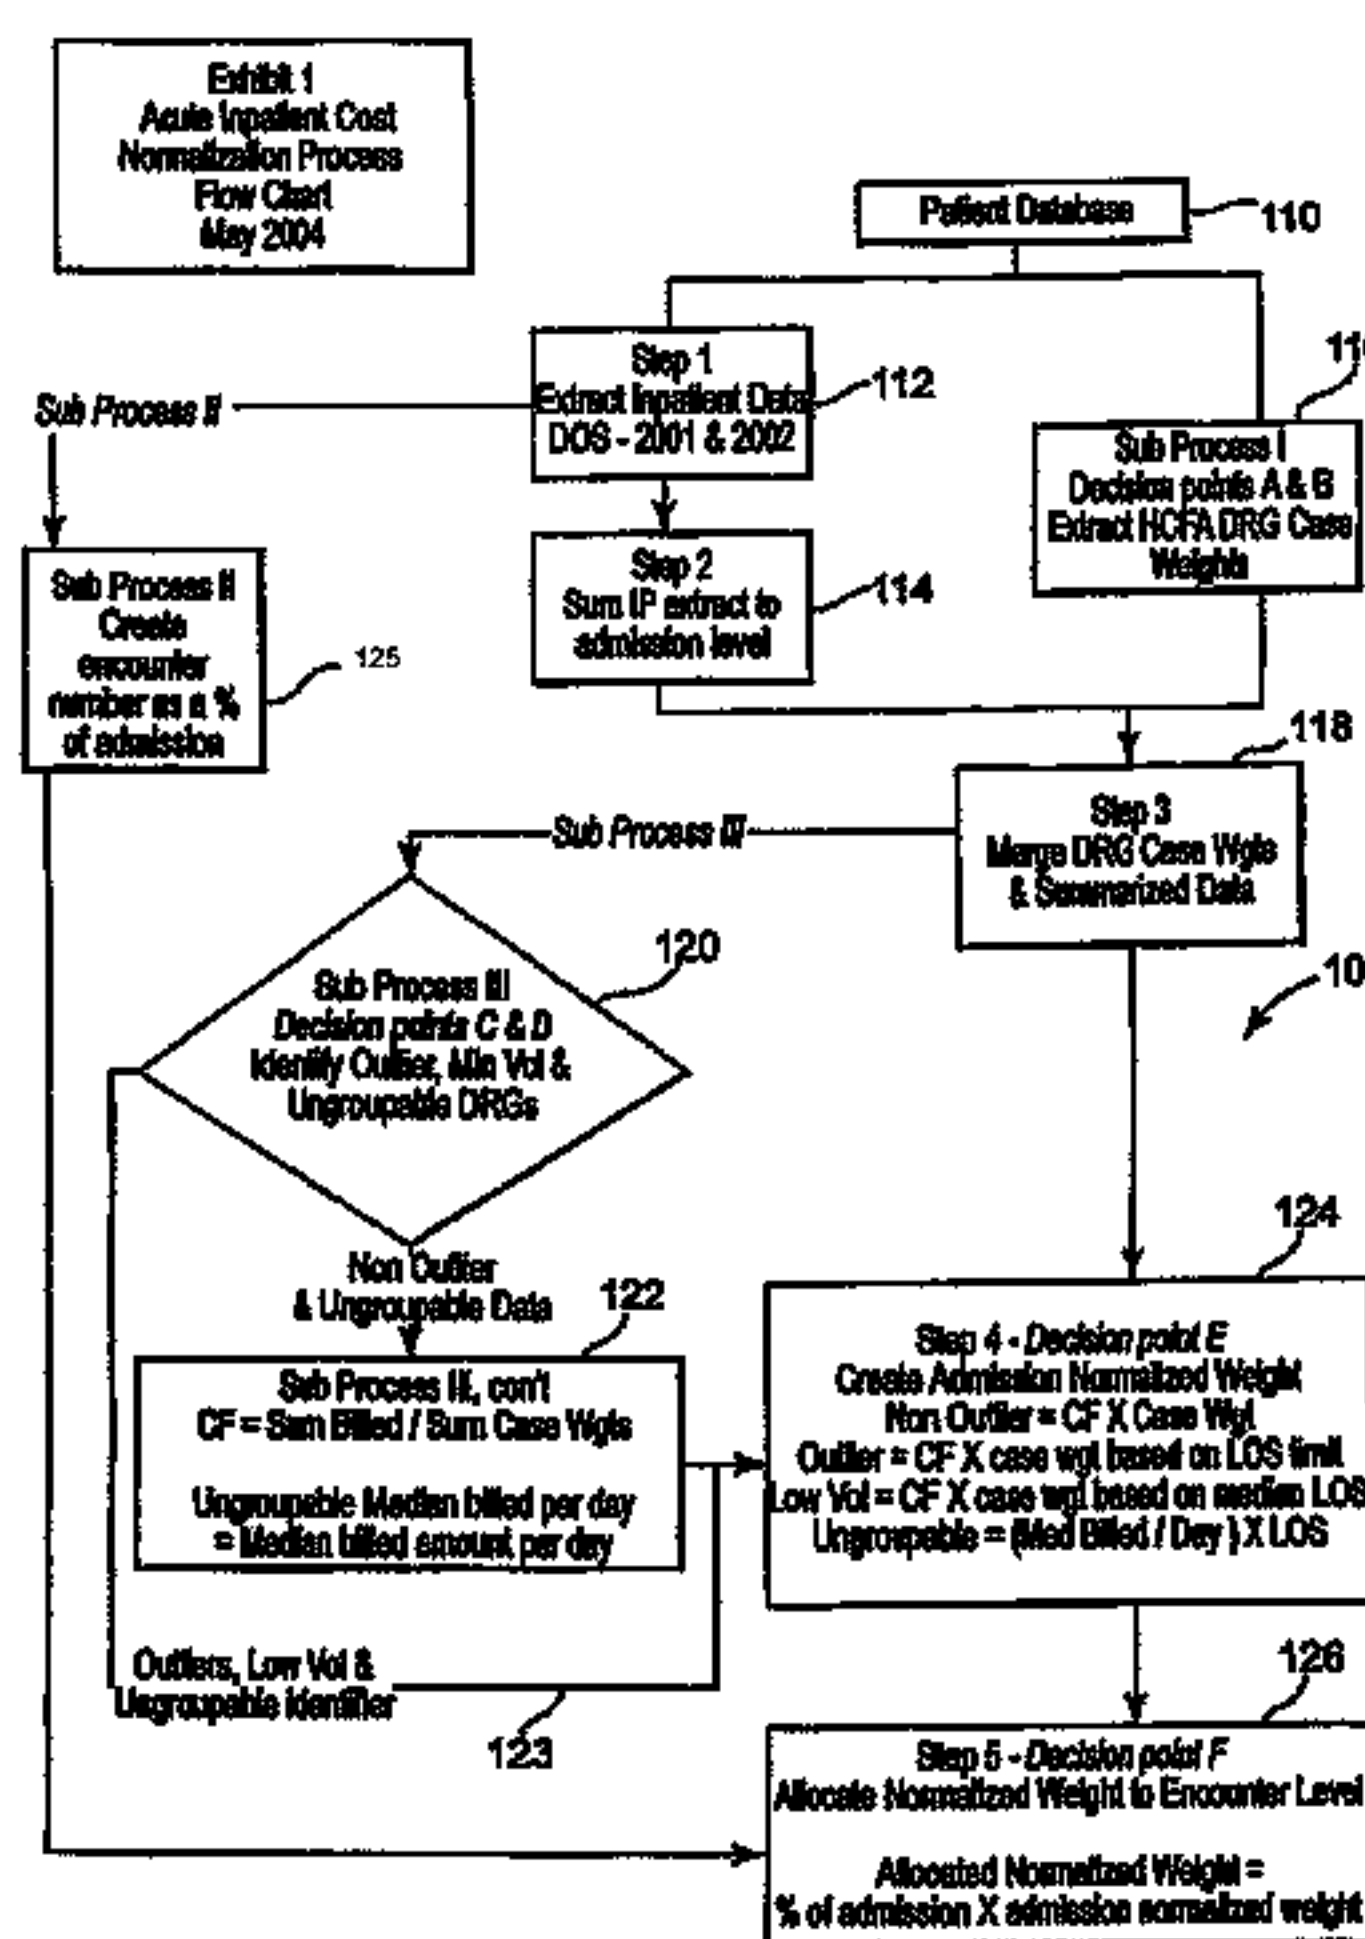 Exhibit 1
Acute Inpatient Cost
Normalization Process
Flow Chart
May 2004
Patient Database
110
Step 1
Extract Inpatient Data
DOS - 2001 & 2002
112
Sub Process II
Sub Process I
Decision points A & B
Extract HCFA DRG Case
Weights
Step 2
Sum IP extract to
admission level
114
Sub Process II
Create
encounter
number as a %
of admission
125
118
Step 3
Merge DRG Case Wgts
& Summarized Data
Sub Process III
120
Sub Process III
Decision points C & D
Identify Outlier, Min Vol &
Ungroupable DRGs
10
Non Outlier
& Ungroupable Data
122
124
Sub Process III, con't
CF = Sum Billed / Sum Case Wgts
Ungroupable Median billed per day
= Median billed amount per day
Step 4 - Decision point E
Create Admission Normalized Weight
Non Outlier = CF X Case Wgt
Outlier = CF X case wgt based on LOS limit
Low Vol = CF X case wgt based on median LOS
Ungroupable = (Med Billed / Day ) X LOS
Outliers, Low Vol &
Ungroupable identifier
123
126
Step 5 - Decision point F
Allocate Normalized Weight to Encounter Level
Allocated Normalized Weight =
% of admission X admission normalized weight